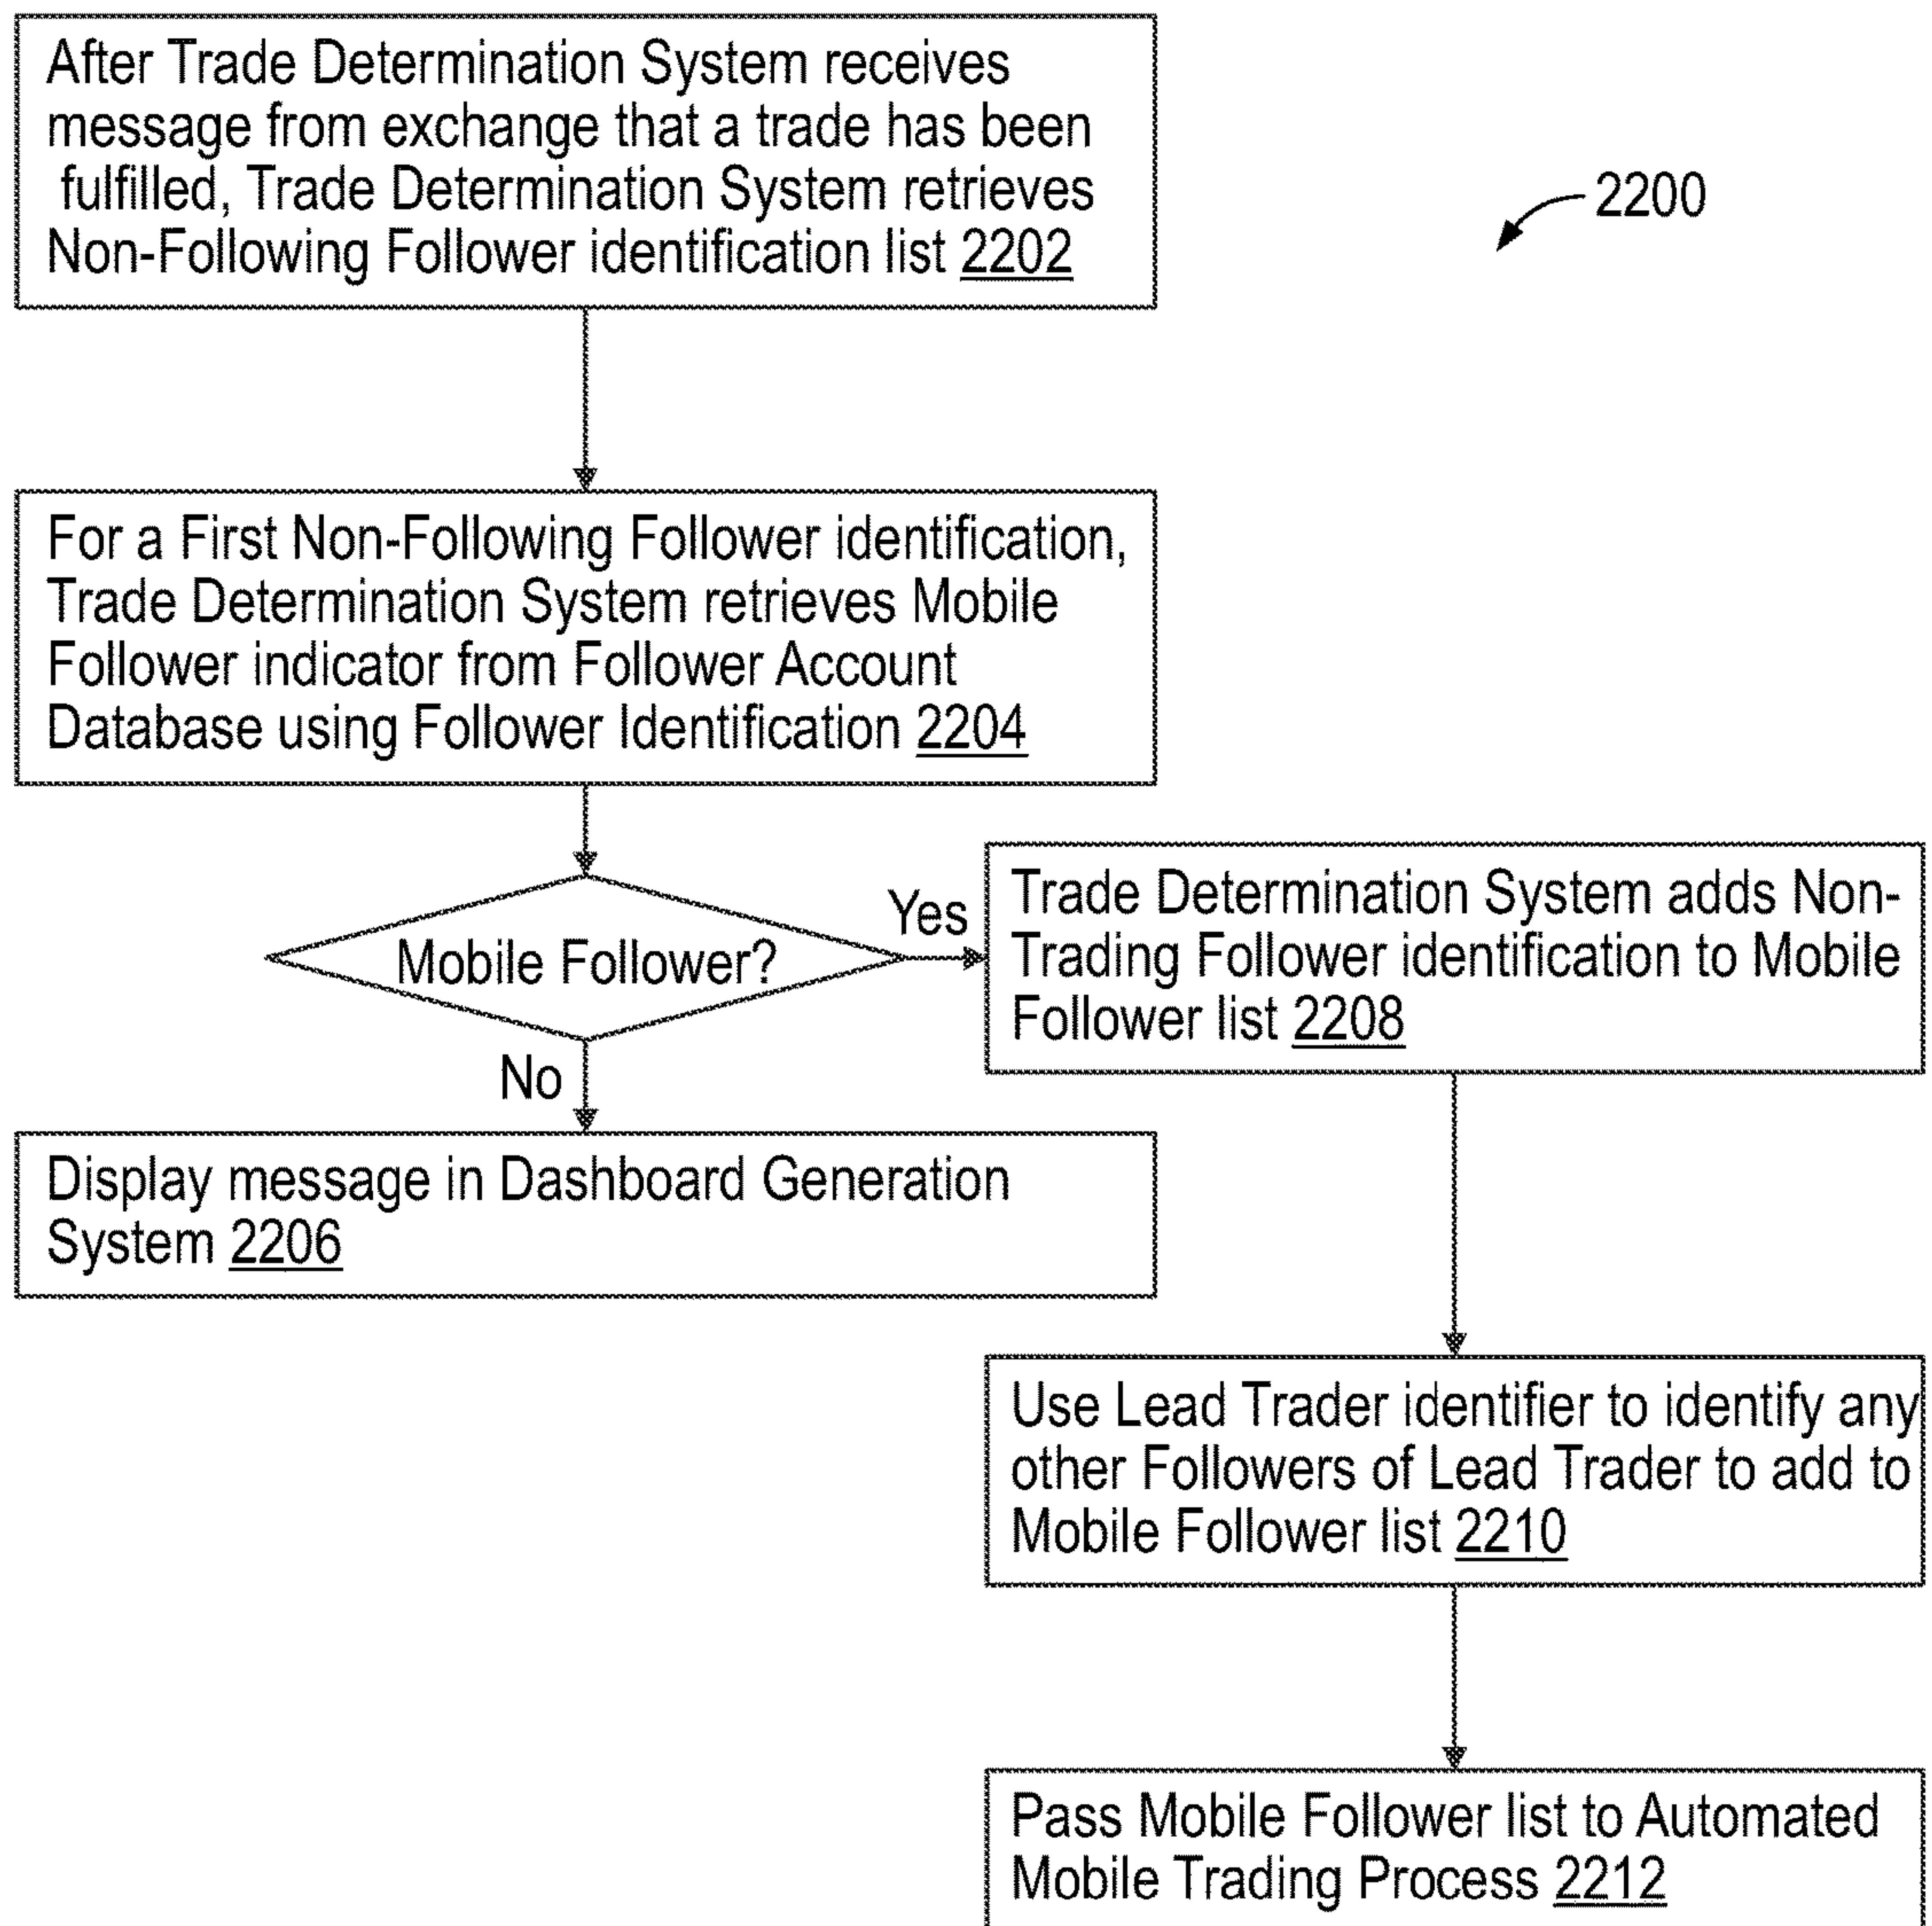 After Trade Determination System receives
message from exchange that a trade has been
fulfilled, Trade Determination System retrieves
Non-Following Follower identification list 2202
2200
For a First Non-Following Follower identification,
Trade Determination System retrieves Mobile
Follower indicator from Follower Account
Database using Follower Identification 2204
Mobile Follower?
Yes
Trade Determination System adds Non-
Trading Follower identification to Mobile
Follower list 2208
No
Display message in Dashboard Generation
System 2206
Use Lead Trader identifier to identify any
other Followers of Lead Trader to add to
Mobile Follower list 2210
Pass Mobile Follower list to Automated
Mobile Trading Process 2212